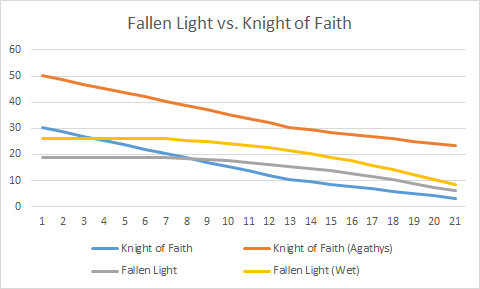 Fallen Light vs. Knight of Faith
60
50
40
30
20
10
0
1 2 3 4 5 6 7 8 9 10 11 12 13 14 15 16 17 18 19 20 21
Knight of Faith Knight of Faith (Agathys)
Fallen Light Fallen Light (Wet)